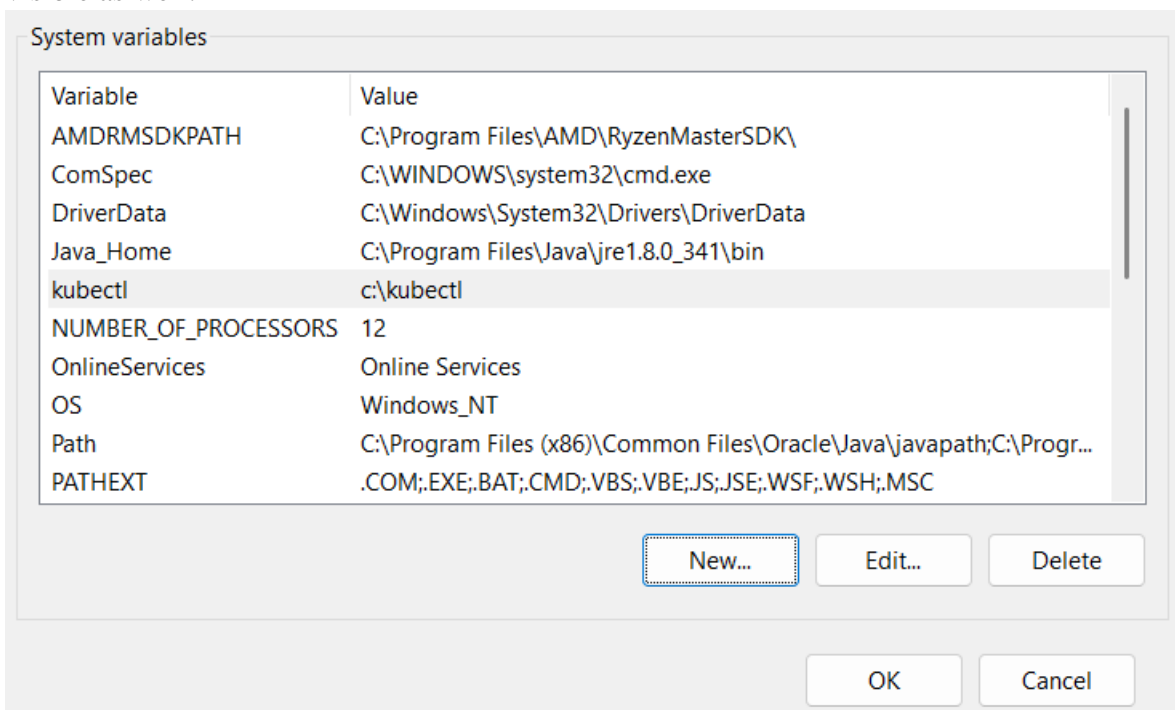 System variables
Variable Value
AMDRMSDKPATH C:\Program Files\AMD\RyzenMasterSDK\
ComSpec C:\WINDOWS\system32\cmd.exe
DriverData C:\Windows\System32\Drivers\DriverData
Java_Home C:\Program Files\Java\jre1.8.0_341\bin
kubectl c:\kubectl
NUMBER_OF_PROCESSORS 12
OnlineServices Online Services
OS Windows_NT
Path C:\Program Files (x86)\Common Files\Oracle\Java\javapath;C:\Progr...
PATHEXT .COM;.EXE;.BAT;.CMD;.VBS;.VBE;.JS;.JSE;.WSF;.WSH;.MSC
New... Edit... Delete
OK Cancel